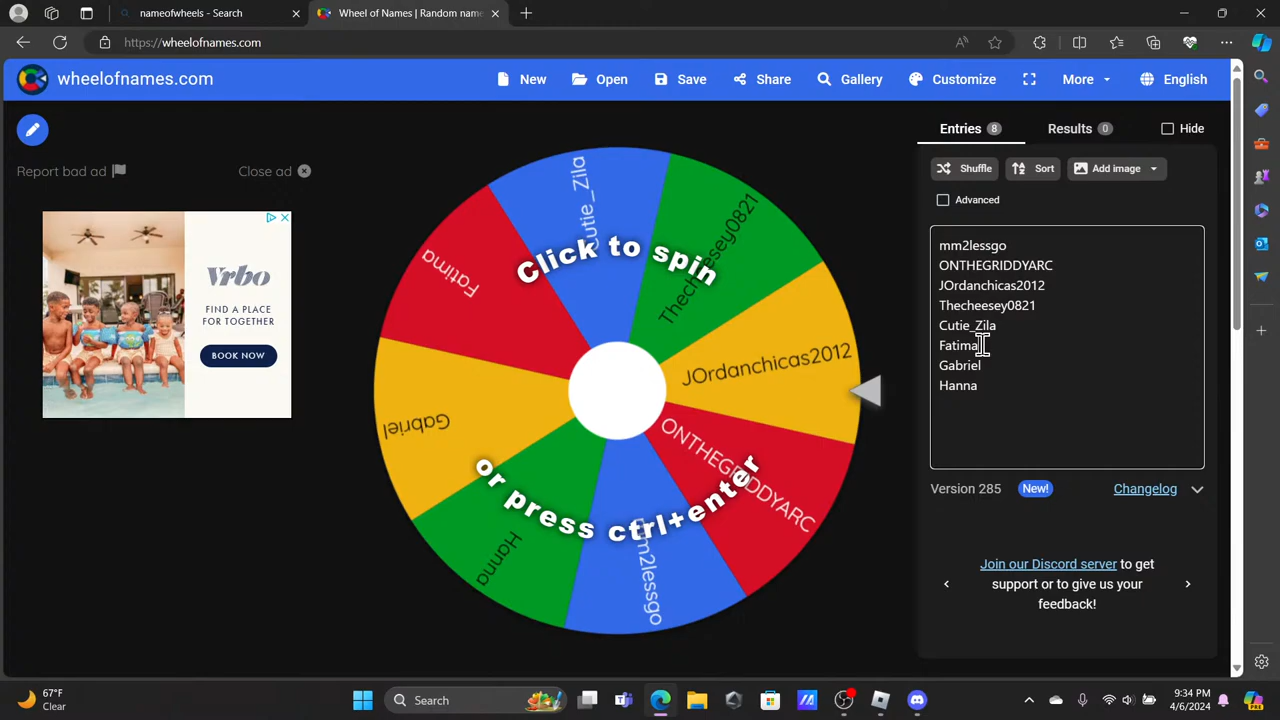 nameofwheels - Search
Wheel of Names | Random name
https://wheelofnames.com
wheelofnames.com
New
Open
Save
Share
Gallery
Customize
More
English
Report bad ad
Close ad
Vrbo
FIND A PLACE
FOR TOGETHER
BOOK NOW
Cutie_Zila
Thecheesey0821
JOrdanchicas2012
ONTHEGRIDDYARC
mm2lessgo
Hanna
Gabriel
Fatima
Click to spin
or press ctrl+enter
Entries 8
Results 0
Hide
Shuffle
Sort
Add image
Advanced
mm2lessgo
ONTHEGRIDDYARC
JOrdanchicas2012
Thecheesey0821
Cutie_Zila
Fatima
Gabriel
Hanna
Version 285
New!
Changelog
Join our Discord server to get
support or to give us your
feedback!
67°F
Clear
Search
9:34 PM
4/6/2024